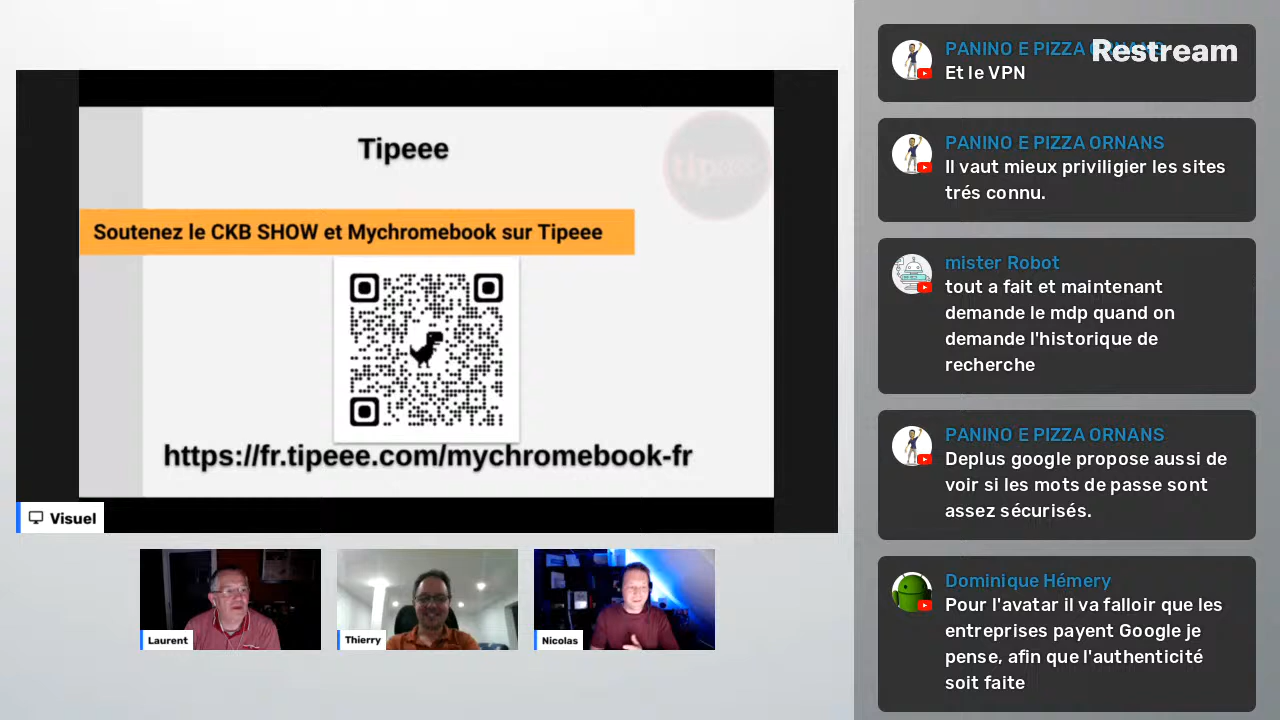 Tipeee
tipeee
Soutenez le CKB SHOW et Mychromebook sur Tipeee
https://fr.tipeee.com/mychromebook-fr
Visuel
Laurent
Thierry
Nicolas
Restream
PANINO E PIZZA ORNANS
Et le VPN
PANINO E PIZZA ORNANS
Il vaut mieux priviligier les sites
trés connu.
mister Robot
tout a fait et maintenant
demande le mdp quand on
demande l'historique de
recherche
PANINO E PIZZA ORNANS
Deplus google propose aussi de
voir si les mots de passe sont
assez sécurisés.
Dominique Hémery
Pour l'avatar il va falloir que les
entreprises payent Google je
pense, afin que l'authenticité
soit faite